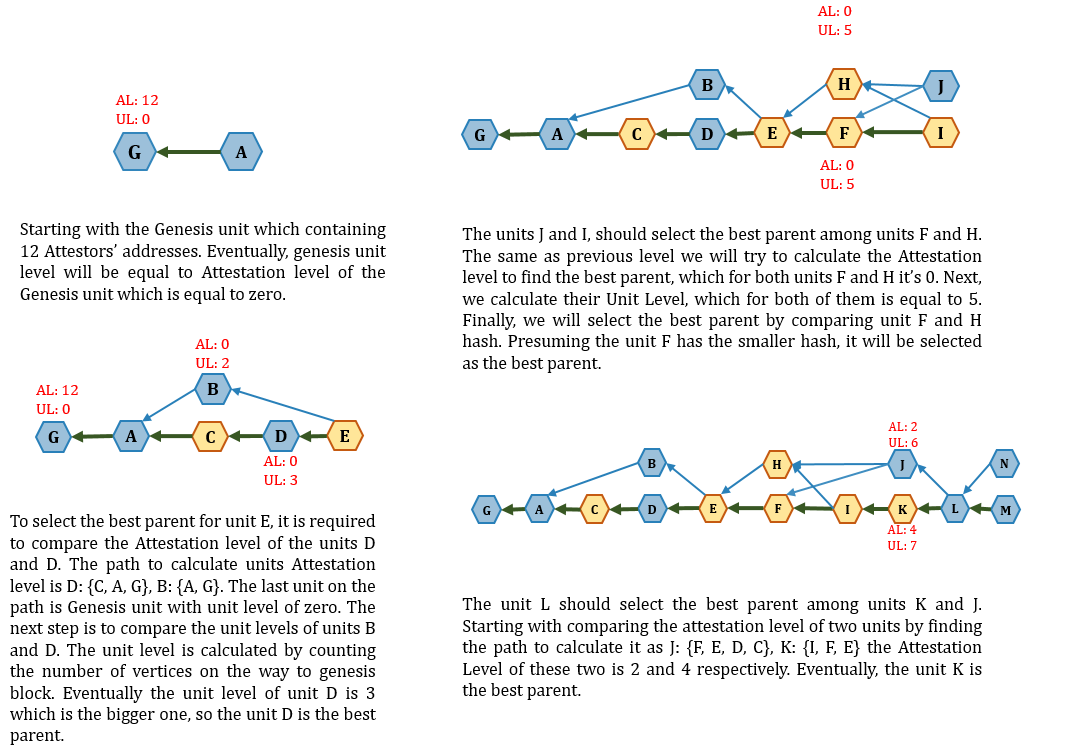 AL: 12
UL: 0
G
A
Starting with the Genesis unit which containing
12 Attestors’ addresses. Eventually, genesis unit
level will be equal to Attestation level of the
Genesis unit which is equal to zero.
AL: 0
UL: 2
B
AL: 12
UL: 0
G
A
C
D
E
AL: 0
UL: 3
To select the best parent for unit E, it is required
to compare the Attestation level of the units D
and D. The path to calculate units Attestation
level is D: {C, A, G}, B: {A, G}. The last unit on the
path is Genesis unit with unit level of zero. The
next step is to compare the unit levels of units B
and D. The unit level is calculated by counting
the number of vertices on the way to genesis
block. Eventually the unit level of unit D is 3
which is the bigger one, so the unit D is the best
parent.
AL: 0
UL: 5
B
H
J
G
A
C
D
E
F
I
AL: 0
UL: 5
The units J and I, should select the best parent among units F and H.
The same as previous level we will try to calculate the Attestation
level to find the best parent, which for both units F and H it’s 0. Next,
we calculate their Unit Level, which for both of them is equal to 5.
Finally, we will select the best parent by comparing unit F and H
hash. Presuming the unit F has the smaller hash, it will be selected
as the best parent.
AL: 2
UL: 6
B
H
J
N
G
A
C
D
E
F
I
K
L
M
AL: 4
UL: 7
The unit L should select the best parent among units K and J.
Starting with comparing the attestation level of two units by finding
the path to calculate it as J: {F, E, D, C}, K: {I, F, E} the Attestation
Level of these two is 2 and 4 respectively. Eventually, the unit K is
the best parent.